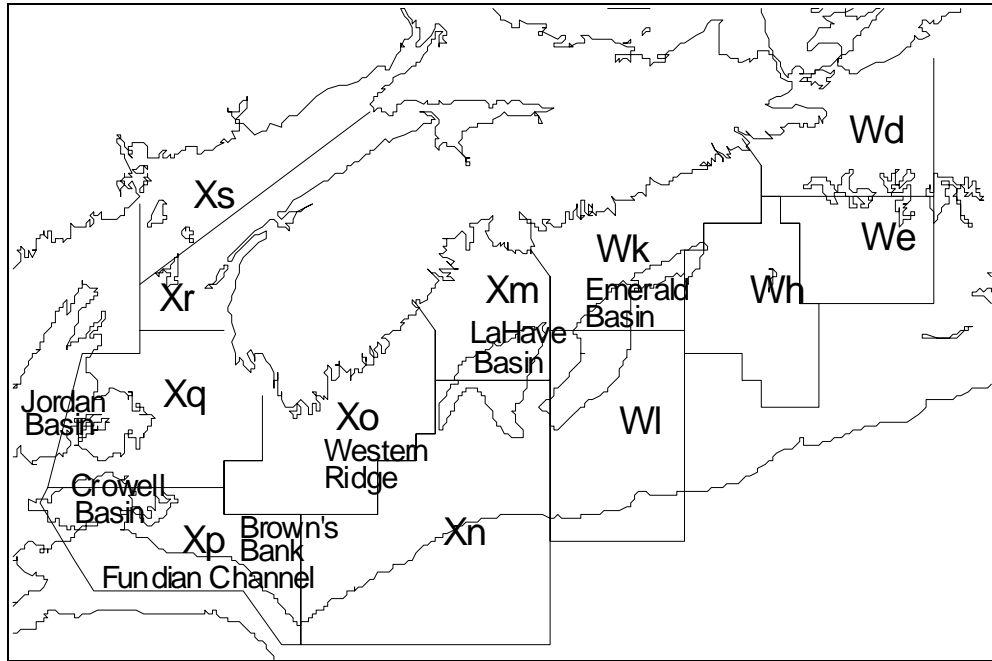 Wd
Xs
We
Wk
Xr
Xm
Emerald
Basin
Wh
LaHave
Basin
Jordan
Basin
Xq
Xo
Wl
Western
Ridge
Crowell
Basin
Xp
Brown's
Bank
Xn
Fundian Channel